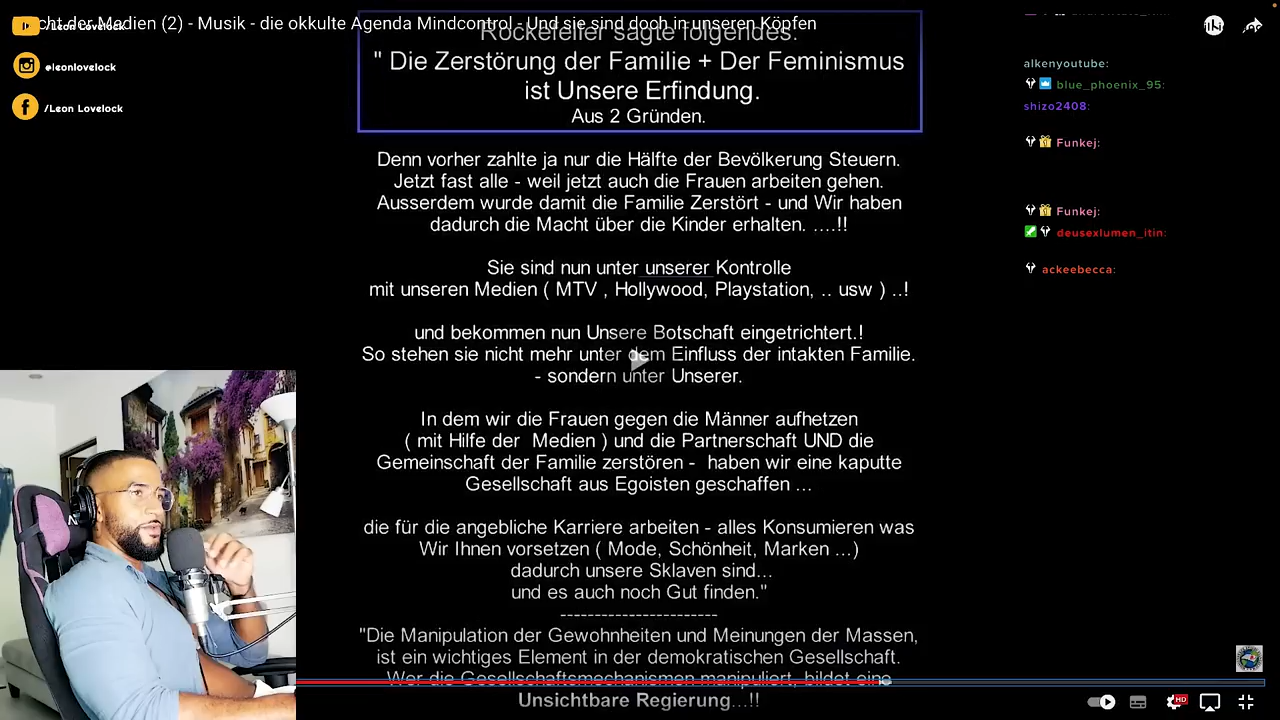 cht der Medien (2) - Musik - die okkulte Agenda Mindcontrol - Und sie sind doch in unseren Köpfen
/Leon Lovelock
@leonlovelock
/Leon Lovelock
Rockefeller sagte folgendes:
" Die Zerstörung der Familie + Der Feminismus
ist Unsere Erfindung.
Aus 2 Gründen.
Denn vorher zahlte ja nur die Hälfte der Bevölkerung Steuern.
Jetzt fast alle - weil jetzt auch die Frauen arbeiten gehen.
Ausserdem wurde damit die Familie Zerstört - und Wir haben
dadurch die Macht über die Kinder erhalten. ....!!
Sie sind nun unter unserer Kontrolle
mit unseren Medien ( MTV , Hollywood, Playstation, .. usw ) ..!
und bekommen nun Unsere Botschaft eingetrichtert.!
So stehen sie nicht mehr unter dem Einfluss der intakten Familie.
- sondern unter Unserer.
In dem wir die Frauen gegen die Männer aufhetzen
( mit Hilfe der Medien ) und die Partnerschaft UND die
Gemeinschaft der Familie zerstören - haben wir eine kaputte
Gesellschaft aus Egoisten geschaffen ...
die für die angebliche Karriere arbeiten - alles Konsumieren was
Wir Ihnen vorsetzen ( Mode, Schönheit, Marken ...)
dadurch unsere Sklaven sind...
und es auch noch Gut finden."
-----------------------
"Die Manipulation der Gewohnheiten und Meinungen der Massen,
ist ein wichtiges Element in der demokratischen Gesellschaft.
Wer die Gesellschaftsmechanismen manipuliert, bildet eine
Unsichtbare Regierung...!!
alkenyoutube:
blue_phoenix_95:
shizo2408:
Funkej:
Funkej:
deusexlumen_itin:
ackeebecca:
HD